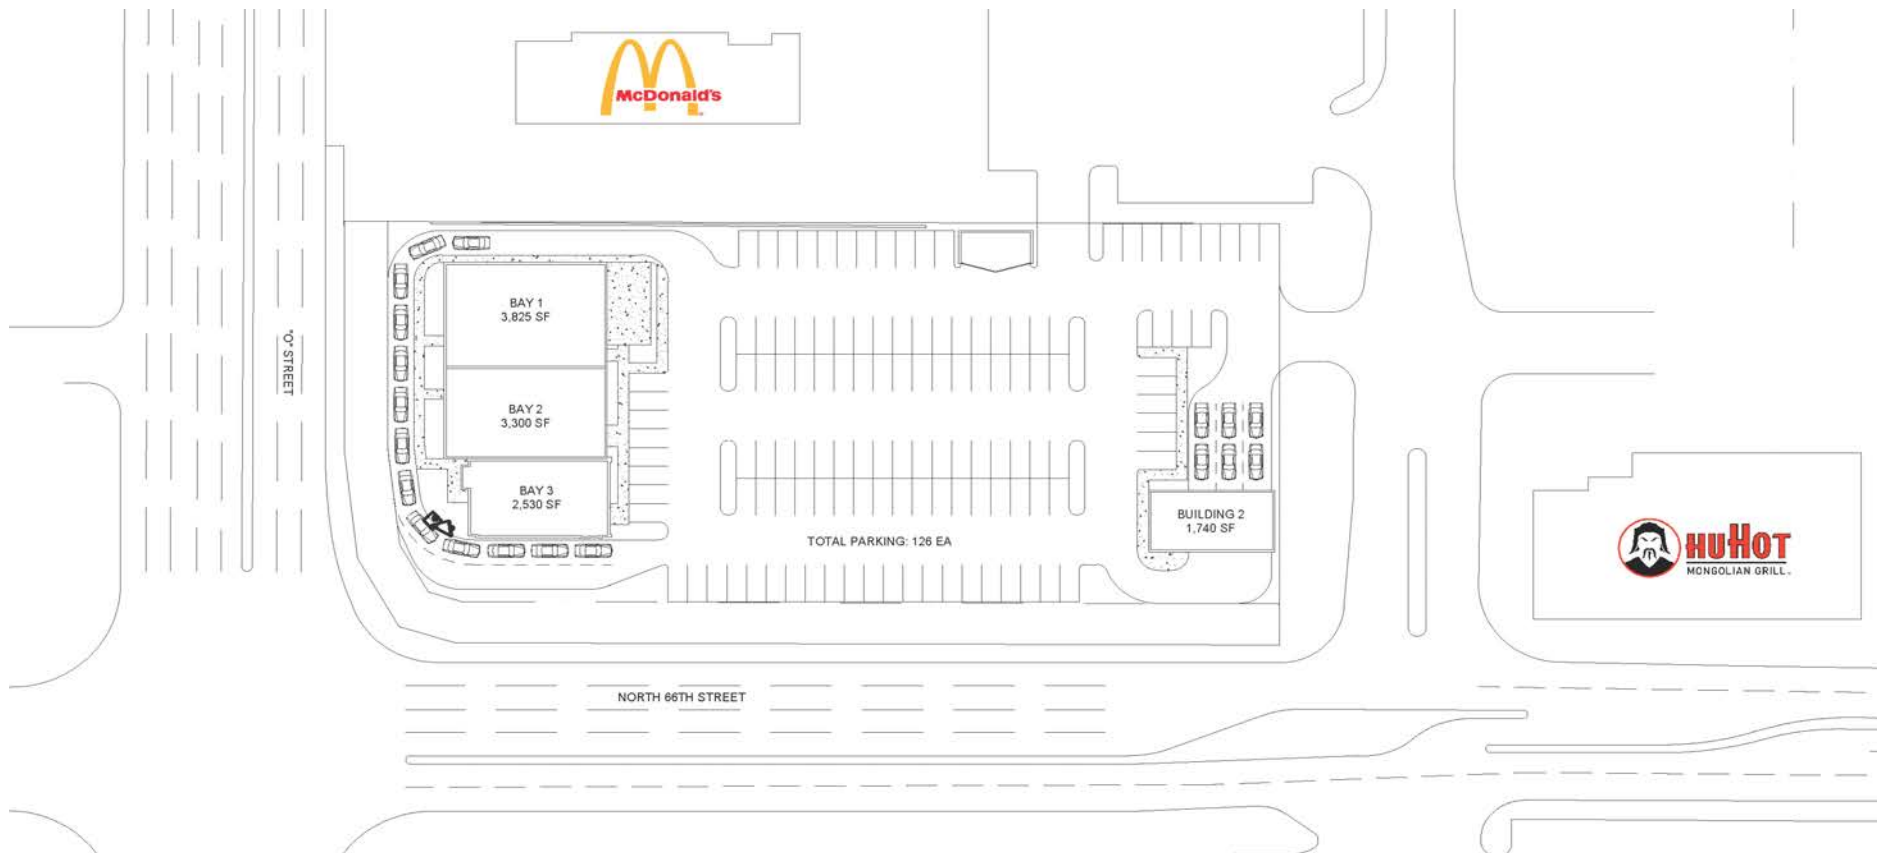 McDonald's
BAY 1
3,825 SF
"O" STREET
BAY 2
3,300 SF
BAY 3
2,530 SF
BUILDING 2
1,740 SF
TOTAL PARKING: 126 EA
HUHOT
MONGOLIAN GRILL
NORTH 66TH STREET